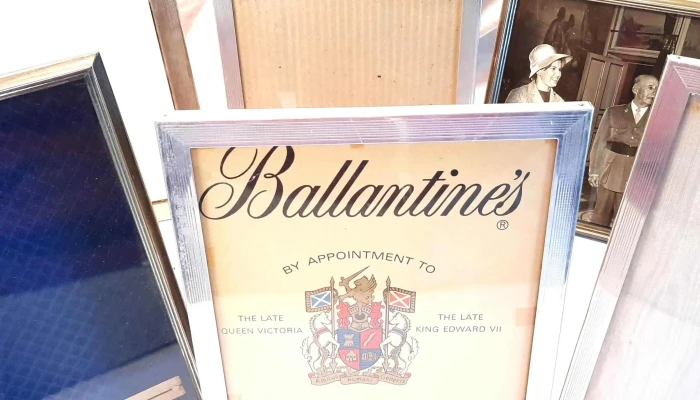 Ballantine's
®
BY APPOINTMENT TO
THE LATE
QUEEN VICTORIA
THE LATE
KING EDWARD VII